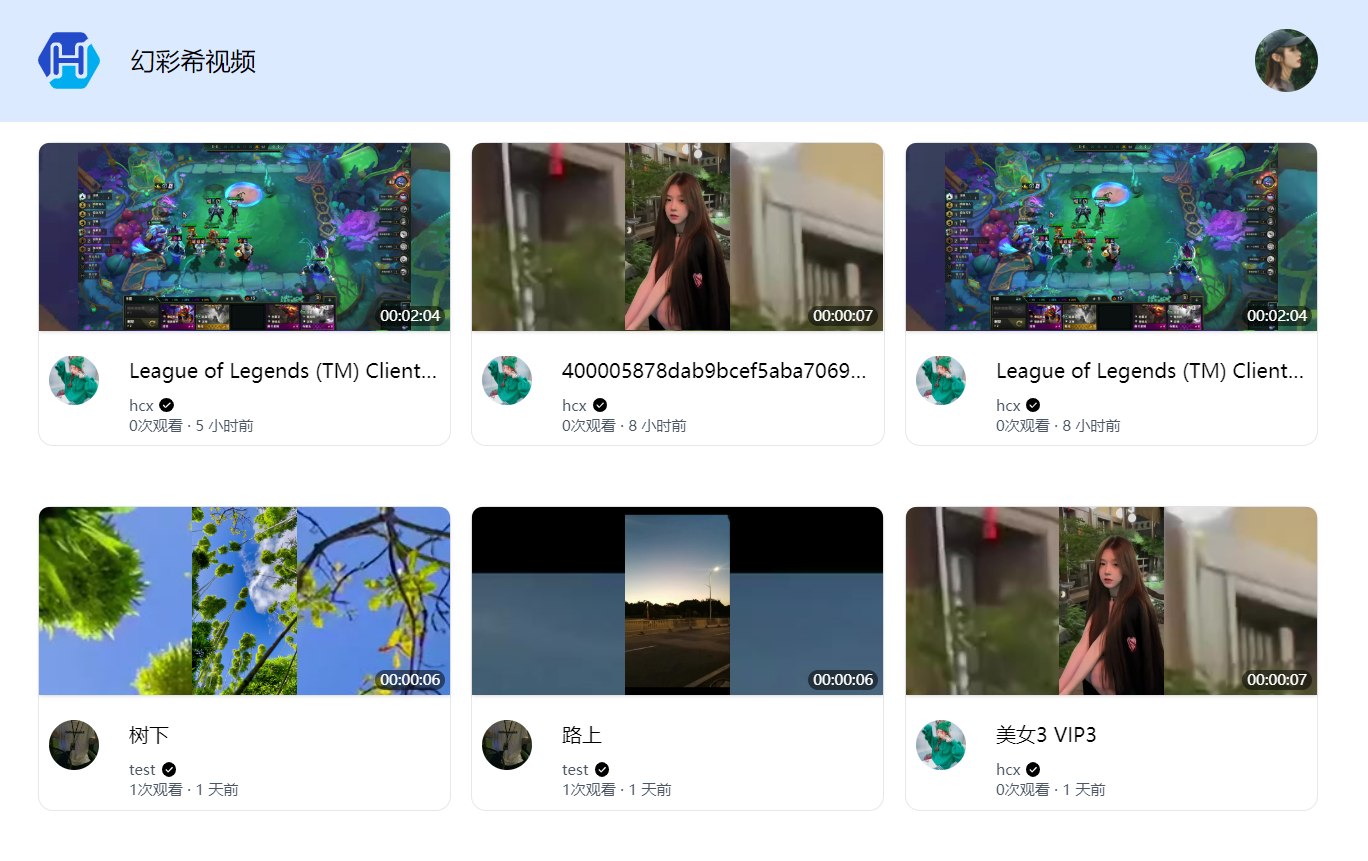 幻彩希视频
00:02:04
00:00:07
00:02:04
League of Legends (TM) Client...
hcx
0次观看 · 5 小时前
400005878dab9bcef5aba7069...
hcx
0次观看 · 8 小时前
League of Legends (TM) Client...
hcx
0次观看 · 8 小时前
00:00:06
00:00:06
00:00:07
树下
test
1次观看 · 1 天前
路上
test
1次观看 · 1 天前
美女3 VIP3
hcx
0次观看 · 1 天前